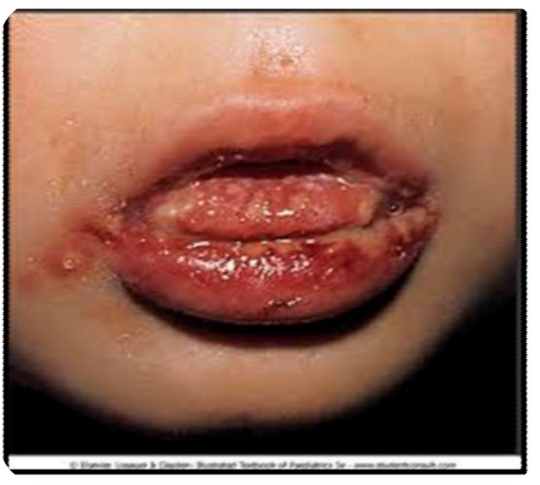 © Elsevier. Lissauer & Clayden: Illustrated Textbook of Paediatrics 3e - www.studentconsult.com